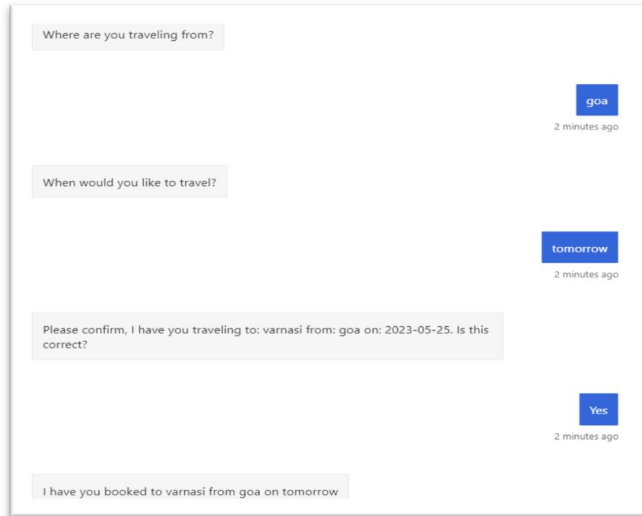 Where are you traveling from?
goa
2 minutes ago
When would you like to travel?
tomorrow
2 minutes ago
Please confirm, I have you traveling to: varnasi from: goa on: 2023-05-25. Is this
correct?
Yes
2 minutes ago
I have you booked to varnasi from goa on tomorrow